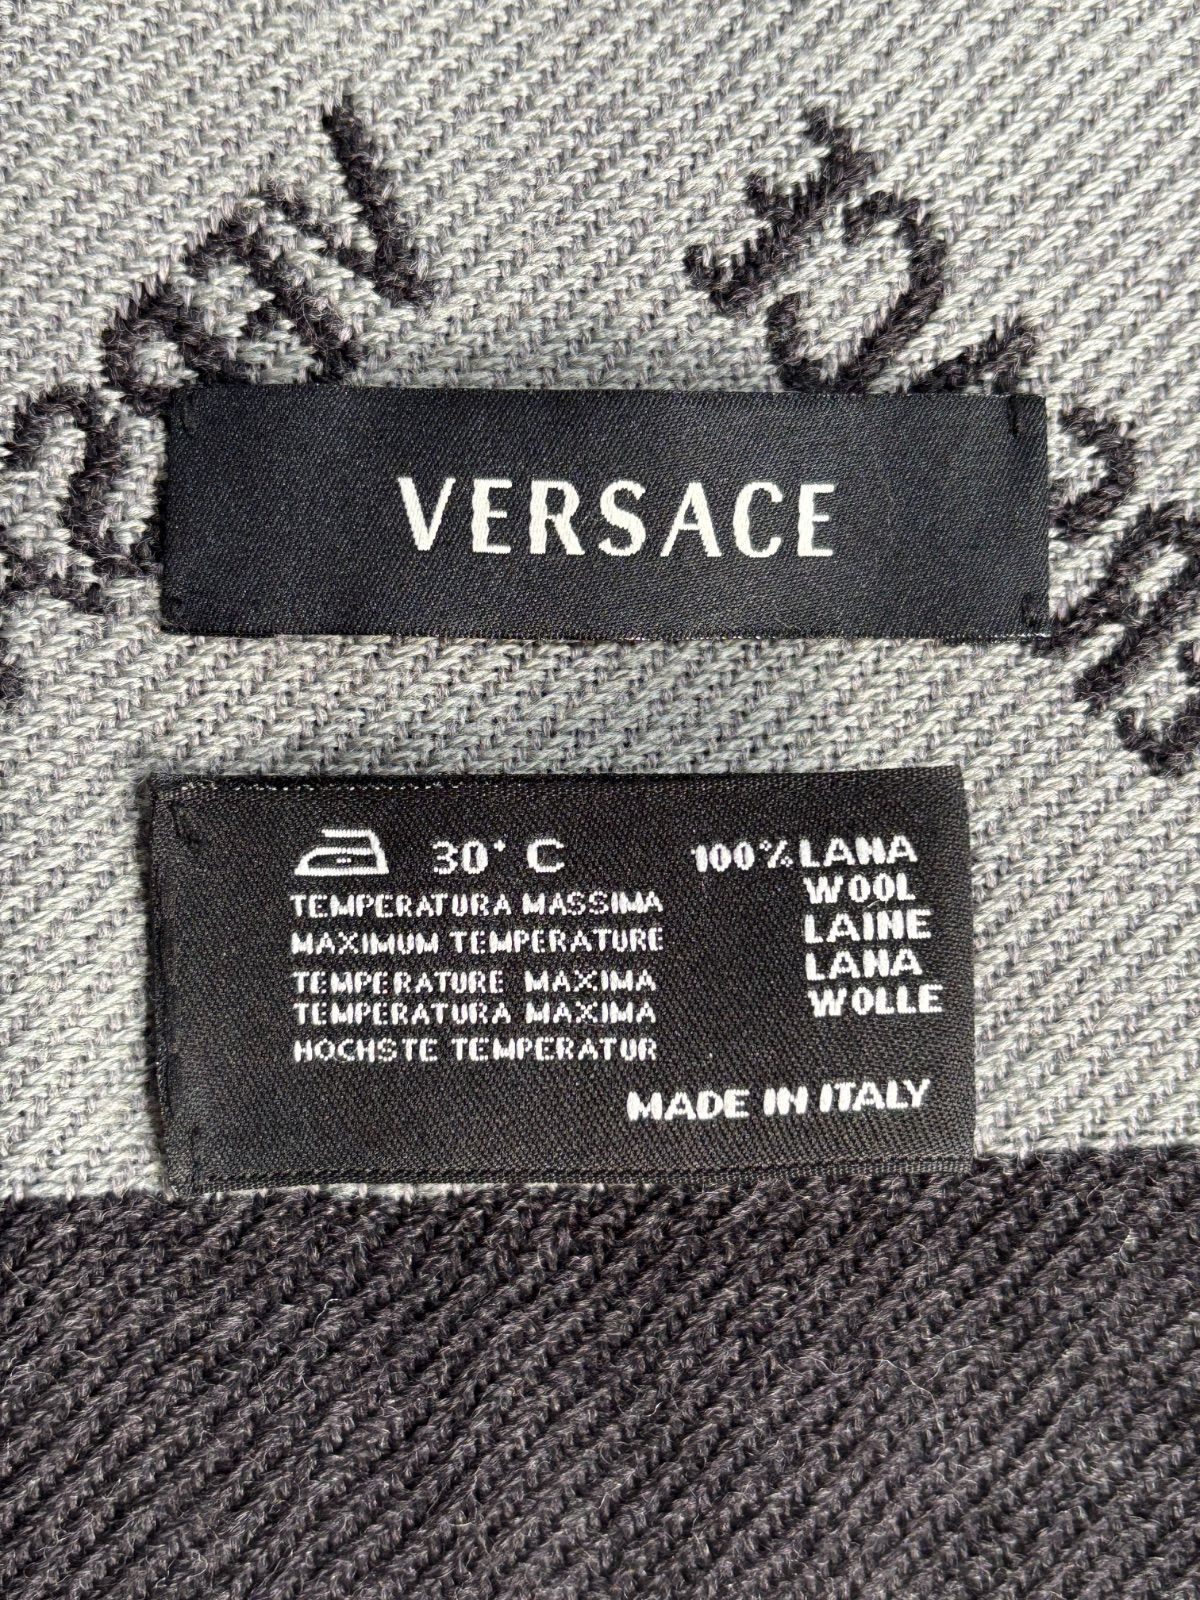 VERSACE
30° C
TEMPERATURA MASSIMA
MAXIMUM TEMPERATURE
TEMPERATURE MAXIMA
TEMPERATURA MAXIMA
HOCHSTE TEMPERATUR
100% LANA
WOOL
LAINE
LANA
WOLLE
MADE IN ITALY